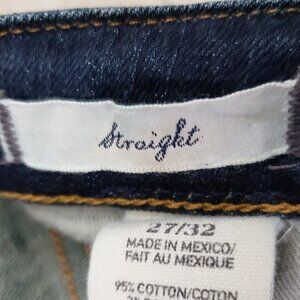 Straight
27/32
MADE IN MEXICO/
FAIT AU MEXIQUE
95% COTTON/COTON